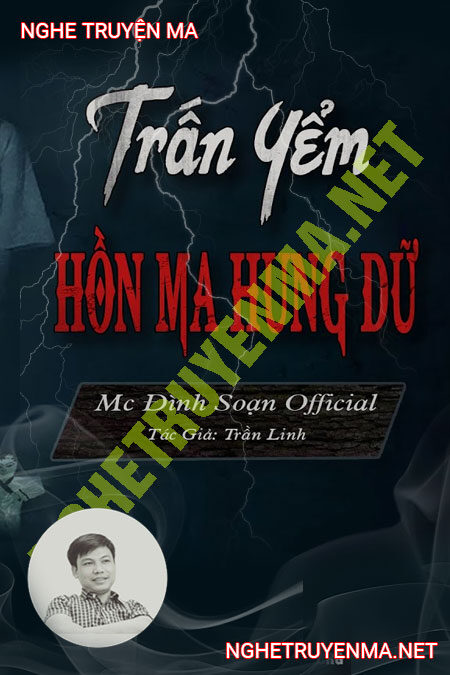 NGHE TRUYỆN MA
Trấn Yểm
HỒN MA HUNG DỮ
NGHETRUYENMA.NET
Mc Đình Soạn Official
Tác Giả: Trần Linh
NGHETRUYENMA.NET